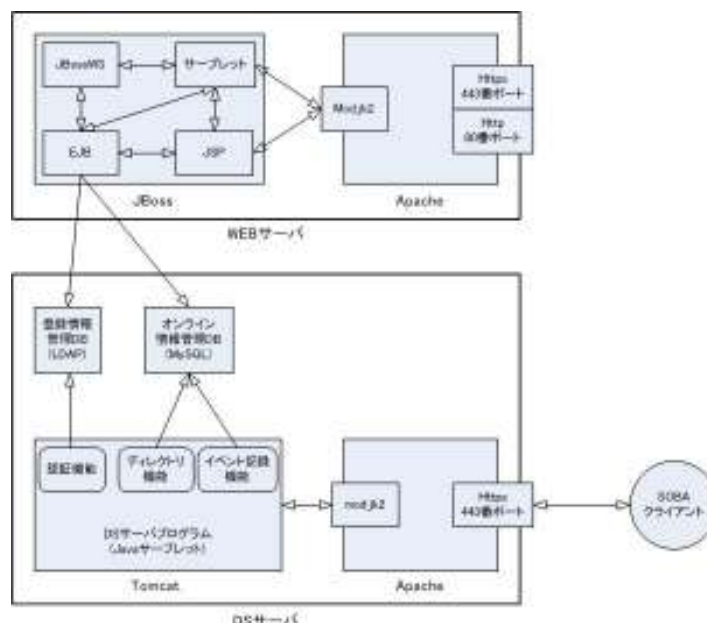 JBossMQ
サーブレット
EJB
JSP
Mod_jk2
Https
443番ポート
Http
80番ポート
JBoss
Apache
WEBサーバ
登録情報
管理DB
(LDAP)
オンライン
情報管理DB
(MySQL)
認証機能
ディレクトリ
機能
イベント記録
機能
DSサーバプログラム
(Javaサーブレット)
mod_jk2
Https
443番ポート
SOBA
クライアント
Tomcat
Apache
DSサーバ